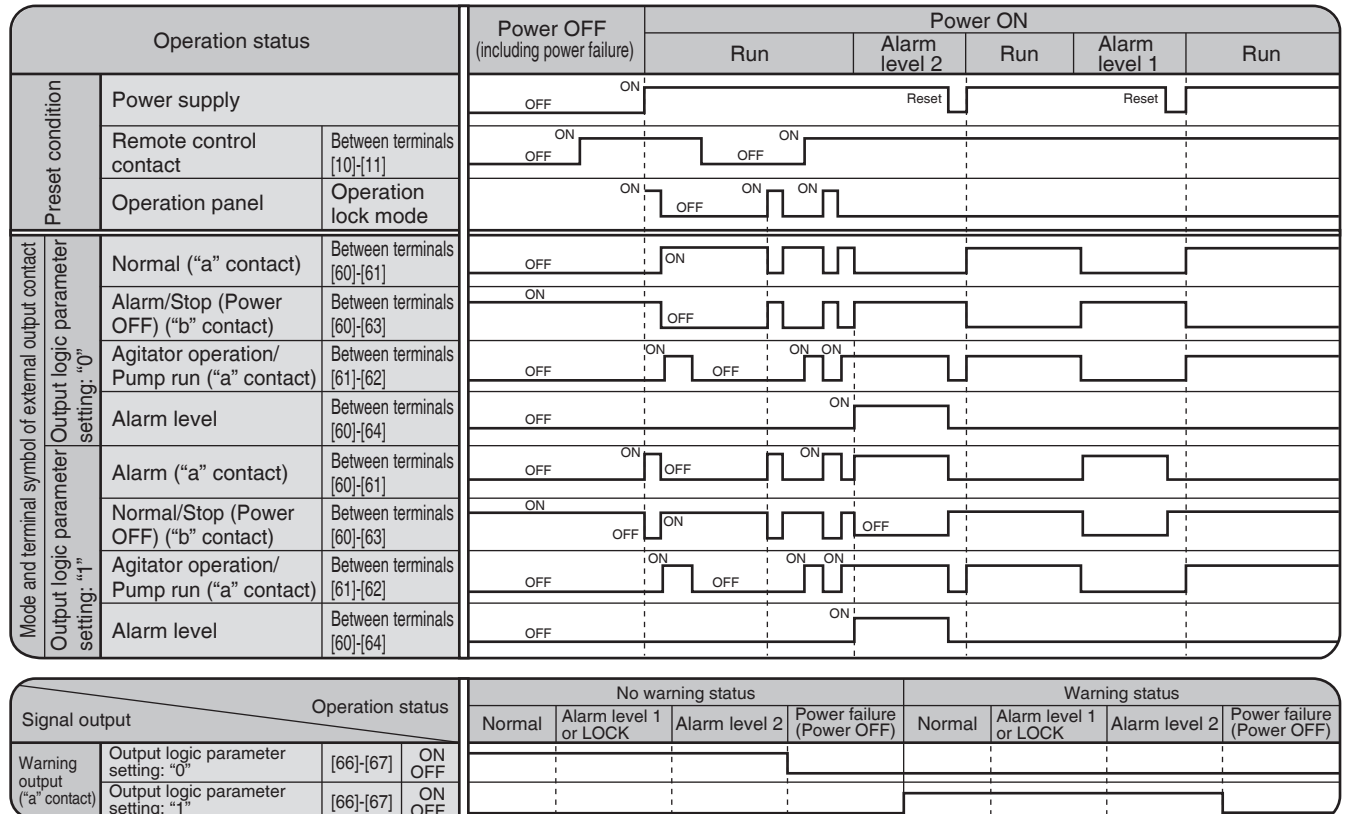 Operation status
Power OFF
(including power failure)
Power ON
Run
Alarm
level 2
Run
Alarm
level 1
Run
Preset condition
Power supply
OFF
ON
Reset
Reset
Remote control
contact
Between terminals
[10]-[11]
OFF
ON
OFF
ON
Operation panel
Operation
lock mode
ON
OFF
ON
ON
Mode and terminal symbol of external output contact
Output logic parameter
setting: “0”
Normal (“a” contact)
Between terminals
[60]-[61]
OFF
ON
Alarm/Stop (Power
OFF) (“b” contact)
Between terminals
[60]-[63]
ON
OFF
Agitator operation/
Pump run (“a” contact)
Between terminals
[61]-[62]
OFF
ON
OFF
ON
ON
Alarm level
Between terminals
[60]-[64]
OFF
ON
Output logic parameter
setting: “1”
Alarm (“a” contact)
Between terminals
[60]-[61]
OFF
ON
OFF
ON
Normal/Stop (Power
OFF) (“b” contact)
Between terminals
[60]-[63]
ON
OFF
ON
OFF
Agitator operation/
Pump run (“a” contact)
Between terminals
[61]-[62]
OFF
ON
OFF
ON
ON
Alarm level
Between terminals
[60]-[64]
OFF
ON
Signal output
Operation status
No warning status
Warning status
Normal
Alarm level 1
or LOCK
Alarm level 2
Power failure
(Power OFF)
Normal
Alarm level 1
or LOCK
Alarm level 2
Power failure
(Power OFF)
Warning
output
(“a” contact)
Output logic parameter
setting: “0”
[66]-[67]
ON
OFF
Output logic parameter
setting: “1”
[66]-[67]
ON
OFF